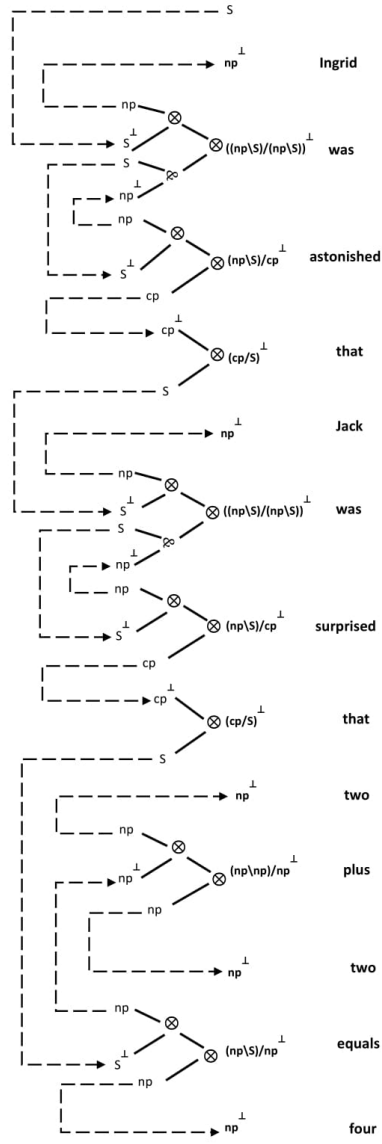 S
np⊥ Ingrid
np ⊗
S⊥ ⊗ ((np\S)/(np\S))⊥ was
S ⅋
np⊥
np ⊗
⊗ (np\S)/cp⊥ astonished
S⊥
cp
cp⊥
⊗ (cp/S)⊥ that
S
np⊥ Jack
np ⊗
S⊥ ⊗ ((np\S)/(np\S))⊥ was
S ⅋
np⊥
np ⊗
⊗ (np\S)/cp⊥ surprised
S⊥
cp
cp⊥
⊗ (cp/S)⊥ that
S
np⊥ two
np ⊗
np⊥ ⊗ (np\np)/np⊥ plus
np
np⊥ two
np ⊗
S⊥ ⊗ (np\S)/np⊥ equals
np
np⊥ four